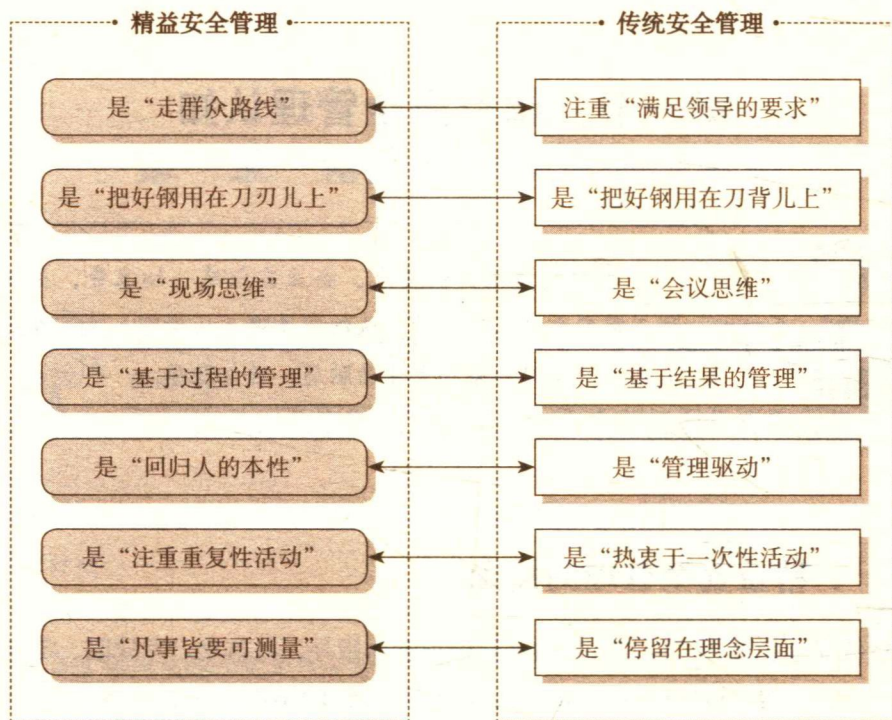 精益安全管理
传统安全管理
是“走群众路线”
注重“满足领导的要求”
是“把好钢用在刀刃儿上”
是“把好钢用在刀背儿上”
是“现场思维”
是“会议思维”
是“基于过程的管理”
是“基于结果的管理”
是“回归人的本性”
是“管理驱动”
是“注重重复性活动”
是“热衷于一次性活动”
是“凡事皆要可测量”
是“停留在理念层面”